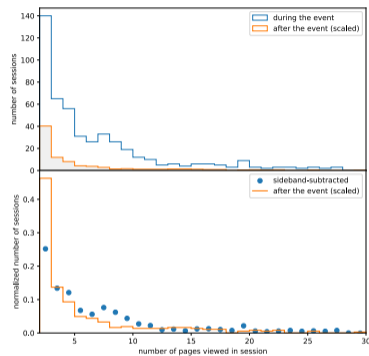 140
120
100
80
60
40
20
0
number of sessions
during the event
after the event (scaled)
0.4
0.3
0.2
0.1
0.0
normalized number of sessions
sideband-subtracted
after the event (scaled)
5
10
15
20
25
30
number of pages viewed in session